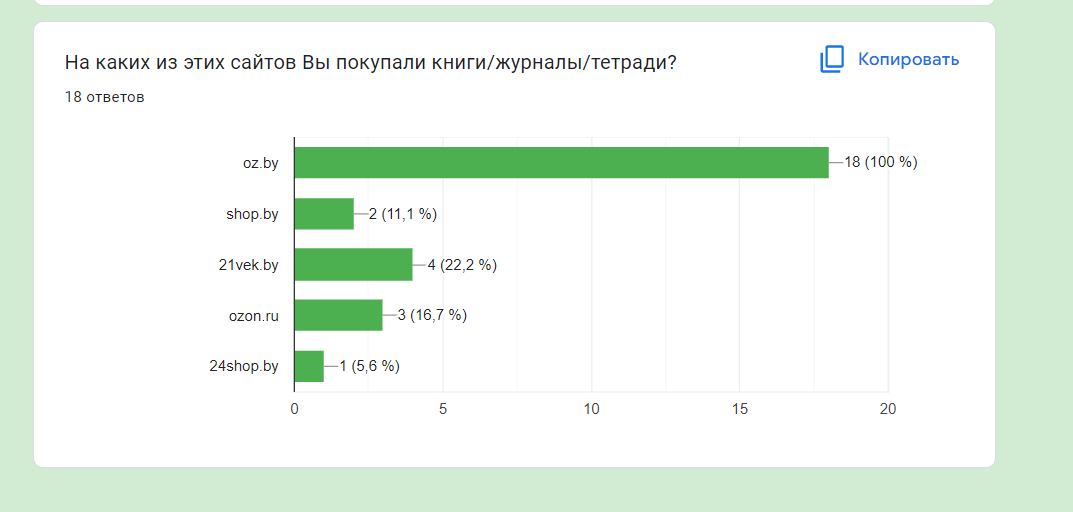 На каких из этих сайтов Вы покупали книги/журналы/тетради?
Копировать
18 ответов
oz.by
18 (100 %)
shop.by
2 (11,1 %)
21vek.by
4 (22,2 %)
ozon.ru
3 (16,7 %)
24shop.by
1 (5,6 %)
0 5 10 15 20